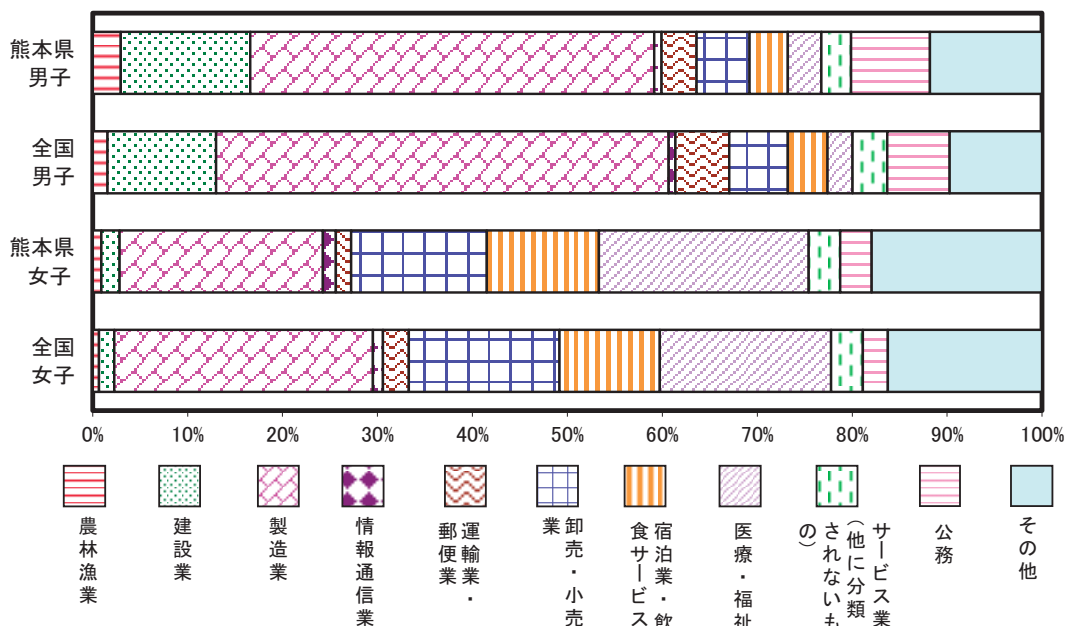 熊本県
男子
全国
男子
熊本県
女子
全国
女子
0%
10%
20%
30%
40%
50%
60%
70%
80%
90%
100%
農林漁業
建設業
製造業
情報通信業
運輸業・
郵便業
卸売・小売
業
宿泊業・飲
食サービス
医療・福祉
サービス業
(他に分類
されないも
の)
公務
その他